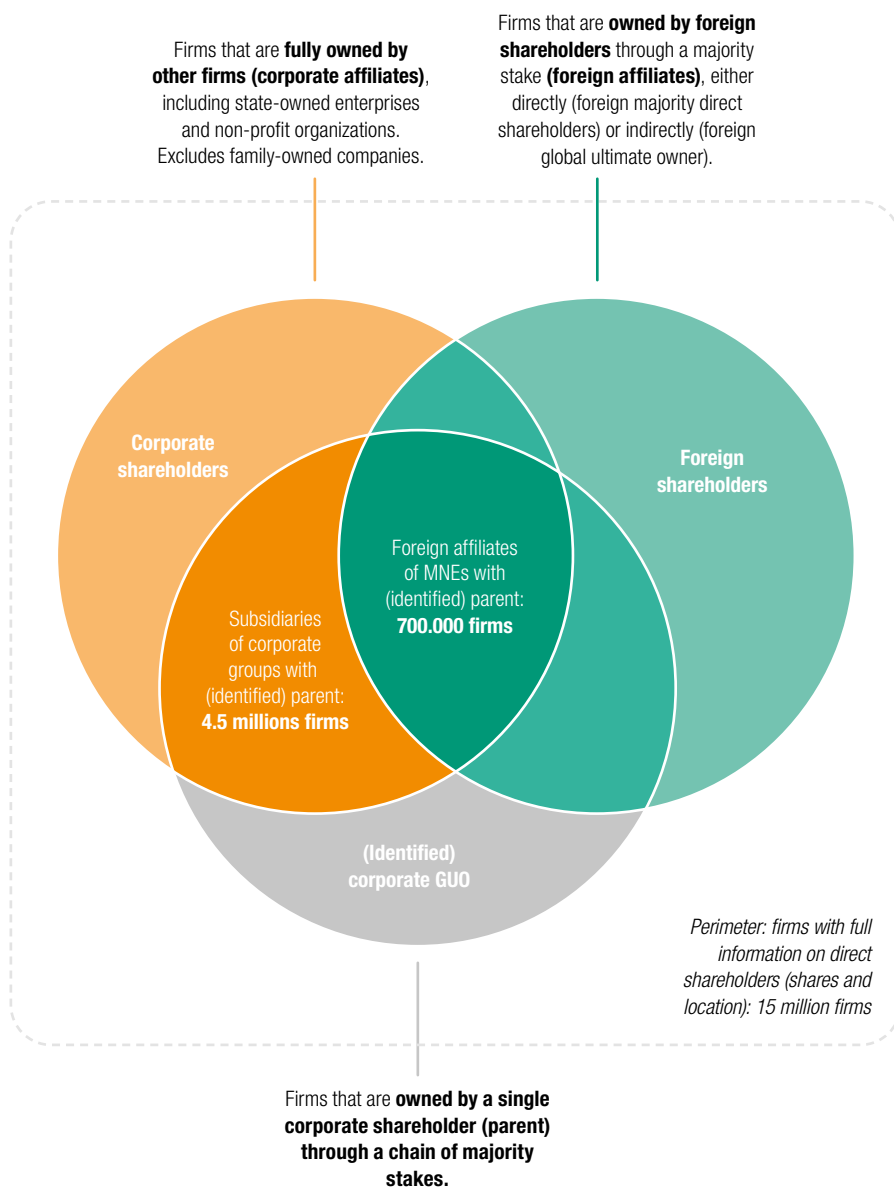 Firms that are fully owned by
other firms (corporate affiliates),
including state-owned enterprises
and non-profit organizations.
Excludes family-owned companies.
Firms that are owned by foreign
shareholders through a majority
stake (foreign affiliates), either
directly (foreign majority direct
shareholders) or indirectly (foreign
global ultimate owner).
Corporate
shareholders
Foreign
shareholders
Foreign affiliates
of MNEs with
(identified) parent:
700.000 firms
Subsidiaries
of corporate
groups with
(identified) parent:
4.5 millions firms
(Identified)
corporate GUO
Perimeter: firms with full
information on direct
shareholders (shares and
location): 15 million firms
Firms that are owned by a single
corporate shareholder (parent)
through a chain of majority
stakes.